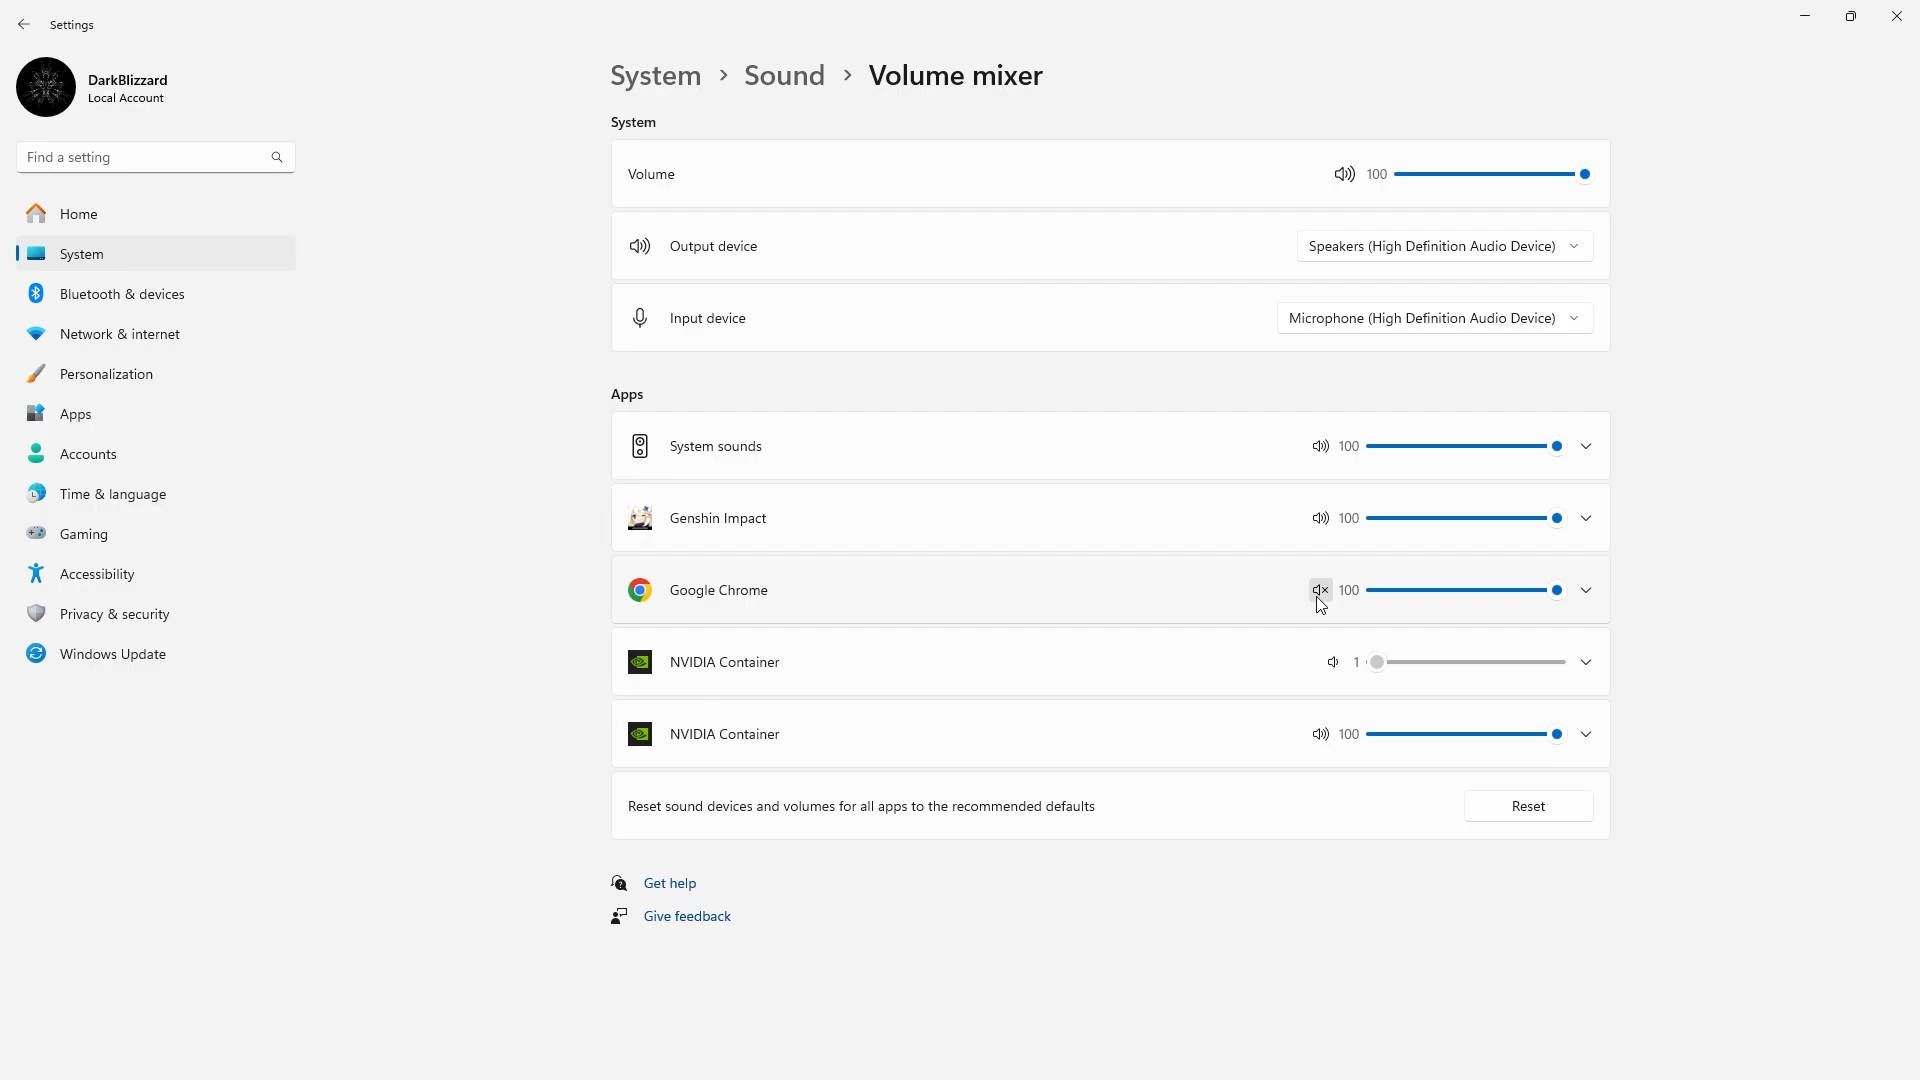 Settings
DarkBlizzard
Local Account
Find a setting
Home
System
Bluetooth & devices
Network & internet
Personalization
Apps
Accounts
Time & language
Gaming
Accessibility
Privacy & security
Windows Update
System > Sound > Volume mixer
System
Volume 100
Output device Speakers (High Definition Audio Device)
Input device Microphone (High Definition Audio Device)
Apps
System sounds 100
Genshin Impact 100
Google Chrome 100
NVIDIA Container 1
NVIDIA Container 100
Reset sound devices and volumes for all apps to the recommended defaults Reset
Get help
Give feedback